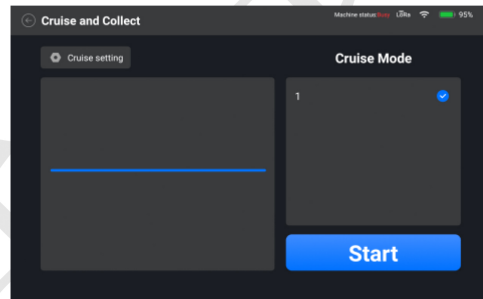 Cruise and Collect
Machine status:Busy LoRa 95%
Cruise setting
Cruise Mode
1
Start